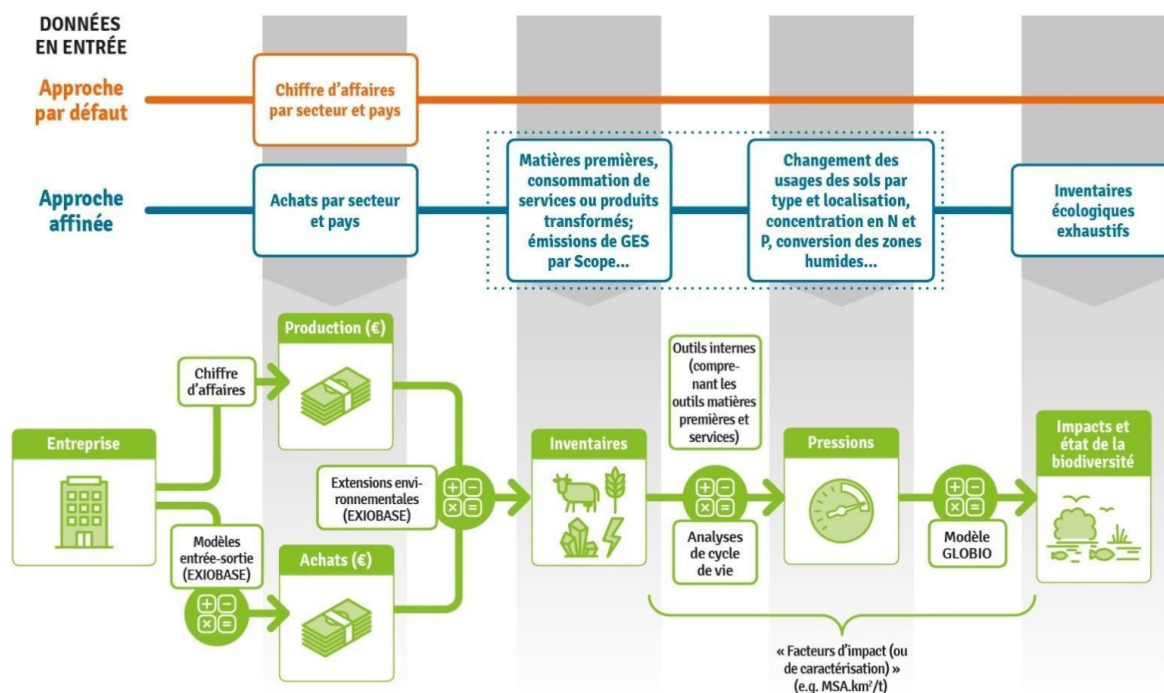 DONNÉES
EN ENTRÉE
Approche
par défaut
Chiffre d'affaires
par secteur et pays
Approche
affinée
Achats par secteur
et pays
Matières premières,
consommation de
services ou produits
transformés;
émissions de GES
par Scope...
Changement des
usages des sols par
type et localisation,
concentration en N et
P, conversion des zones
humides...
Inventaires
écologiques
exhaustifs
Entreprise
Chiffre
d'affaires
Production (€)
Modèles
entrée-sortie
(EXIOBASE)
Achats (€)
Extensions envi-
ronnementales
(EXIOBASE)
Inventaires
Outils internes
(compre-
nant les
outils matières
premières et
services)
Analyses
de cycle
de vie
Pressions
Modèle
GLOBIO
Impacts et
état de la
biodiversité
« Facteurs d'impact (ou
de caractérisation) »
(e.g. MSA.km²/t)